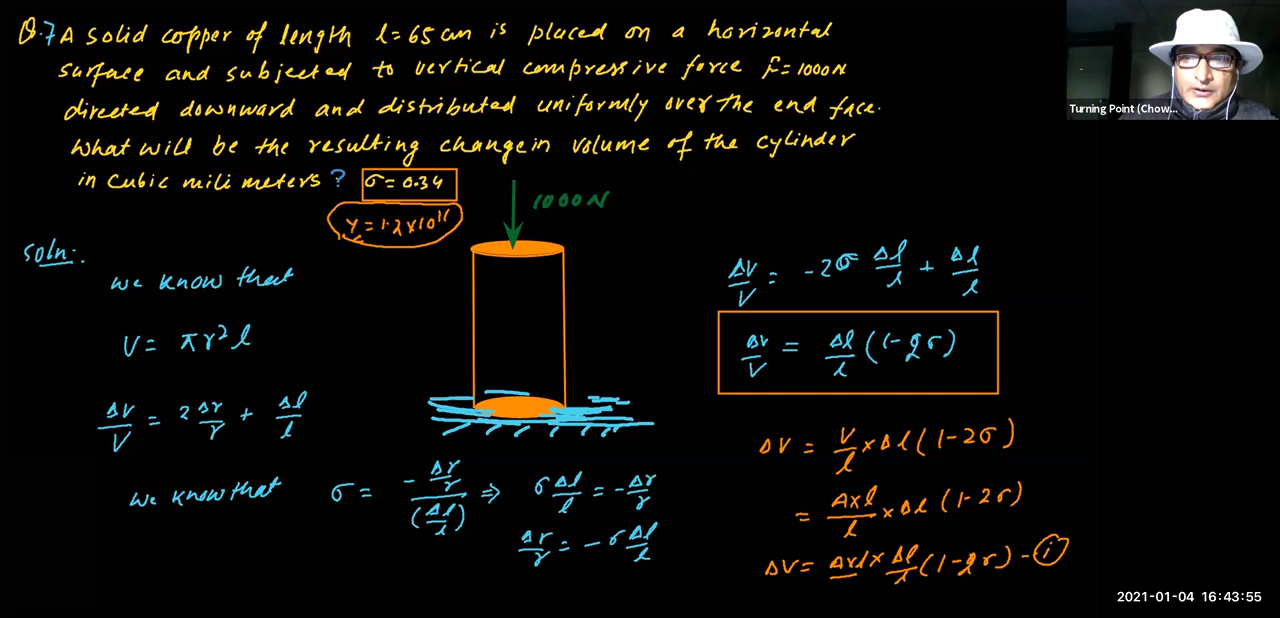 Q.7 A solid copper of length l = 65 cm is placed on a horizontal
surface and subjected to vertical compressive force F = 1000 N
directed downward and distributed uniformly over the end face.
what will be the resulting change in volume of the cylinder
in cubic mili meters ? σ = 0.34
Y = 1.2 × 10¹¹
1000 N
Turning Point (Chow...
Soln:.
we know that
V = πr²l
ΔV/V = 2 Δr/r + Δl/l
we know that σ = (-Δr/r)/(Δl/l) ⇒ σ Δl/l = - Δr/r
Δr/r = - σ Δl/l
ΔV/V = -2σ Δl/l + Δl/l
ΔV/V = Δl/l (1-2σ)
ΔV = V/l × Δl (1-2σ)
= A×l/l × Δl (1-2σ)
ΔV = A×l × Δl/l (1-2σ) - (i)
2021-01-04 16:43:55